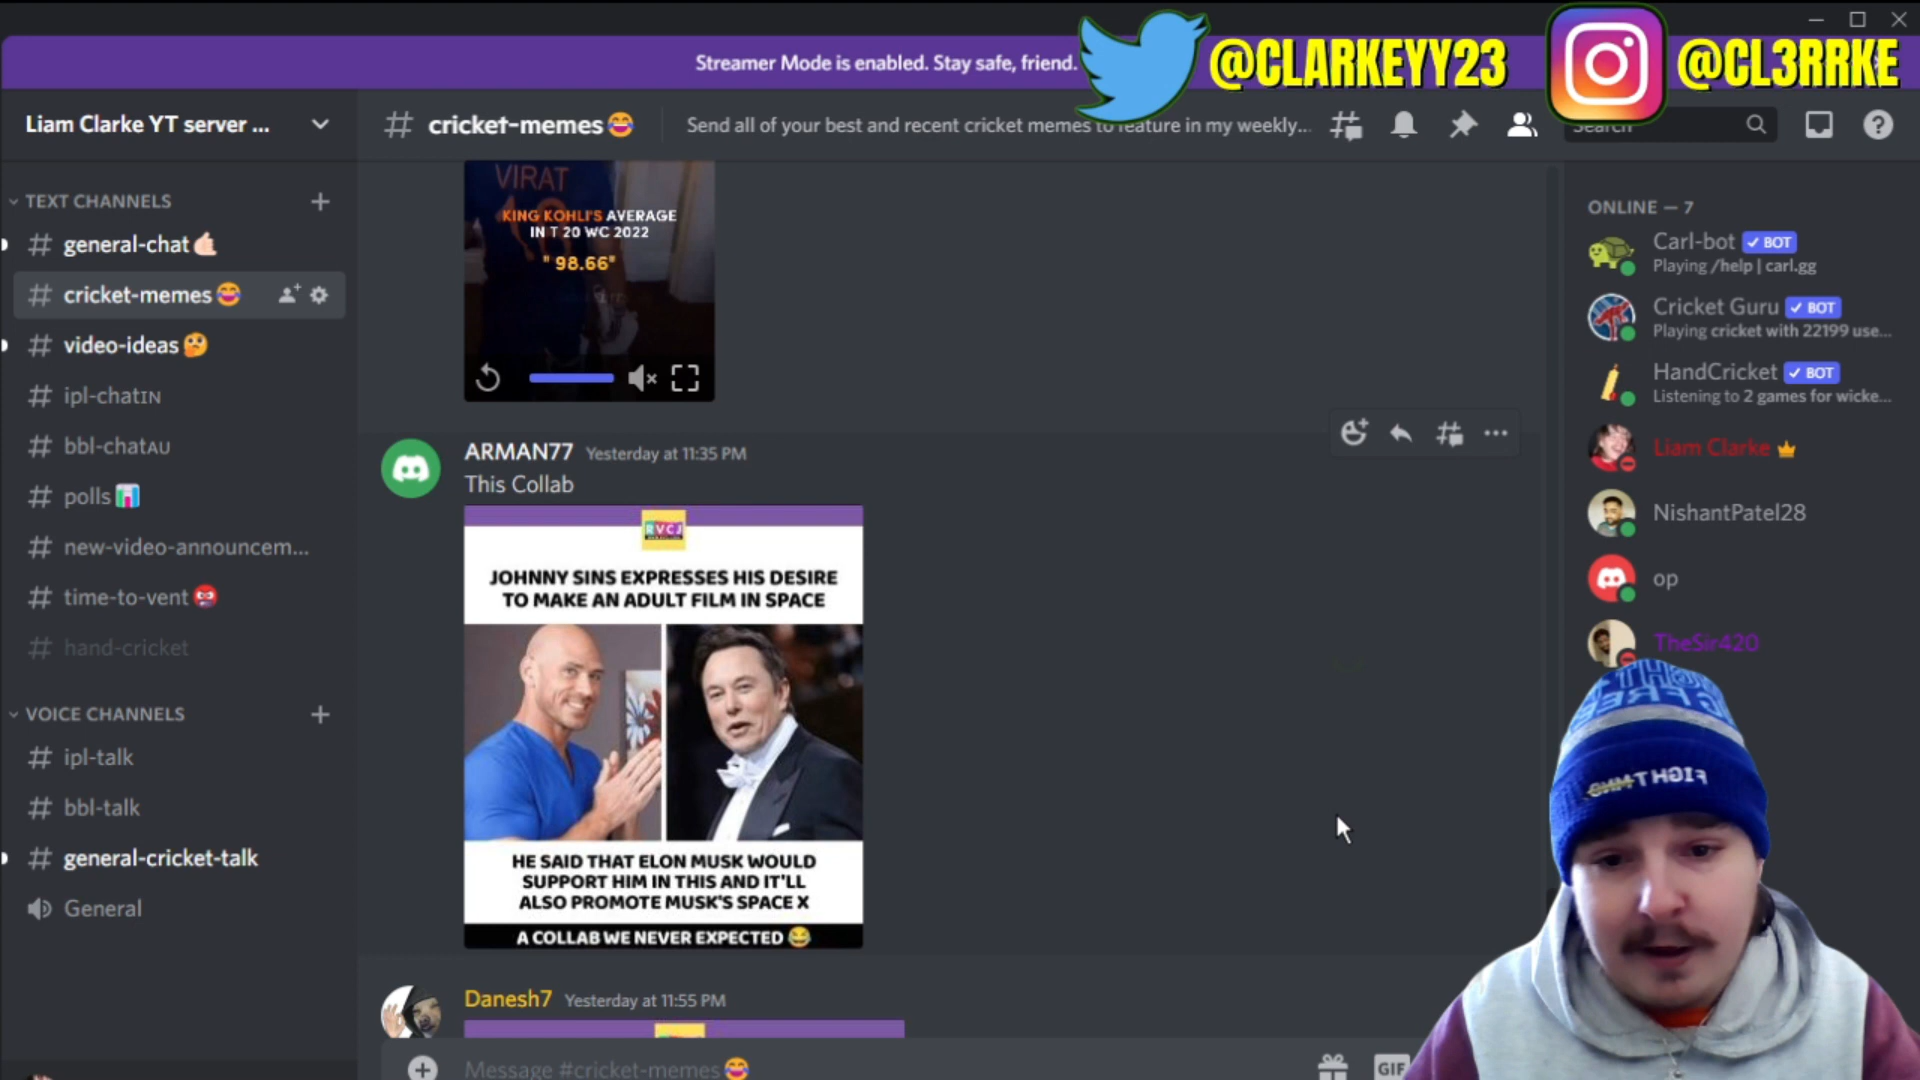 Streamer Mode is enabled. Stay safe, friend.
@CLARKEYY23
@CL3RRKE
Liam Clarke YT server ...
cricket-memes😂
Send all of your best and recent cricket memes to feature in my weekly...
Search
TEXT CHANNELS
general-chat🤙🏻
cricket-memes😂
video-ideas🤔
ipl-chatIN
bbl-chatAU
polls📊
new-video-announcem...
time-to-vent👹
hand-cricket
VOICE CHANNELS
ipl-talk
bbl-talk
general-cricket-talk
General
VIRAT
KING KOHLI'S AVERAGE
IN T 20 WC 2022
" 98.66"
ARMAN77 Yesterday at 11:35 PM
This Collab
RVCJ
JOHNNY SINS EXPRESSES HIS DESIRE
TO MAKE AN ADULT FILM IN SPACE
HE SAID THAT ELON MUSK WOULD
SUPPORT HIM IN THIS AND IT'LL
ALSO PROMOTE MUSK'S SPACE X
A COLLAB WE NEVER EXPECTED 😂
Danesh7 Yesterday at 11:55 PM
Message #cricket-memes😂
GIF
ONLINE — 7
Carl-bot ✓ BOT
Playing /help | carl.gg
Cricket Guru ✓ BOT
Playing cricket with 22199 use...
HandCricket ✓ BOT
Listening to 2 games for wicke...
Liam Clarke
NishantPatel28
op
TheSir420